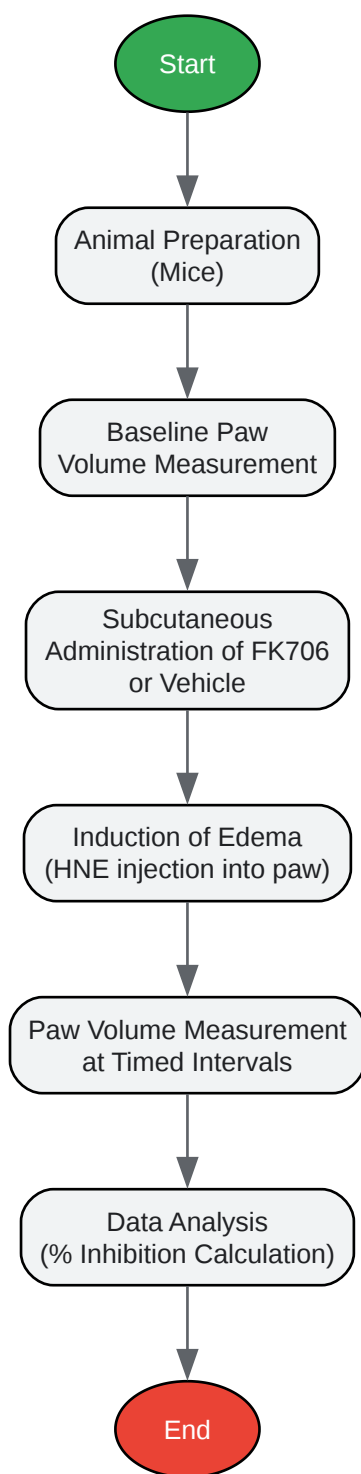 Start
Animal Preparation
(Mice)
Baseline Paw
Volume Measurement
Subcutaneous
Administration of FK706
or Vehicle
Induction of Edema
(HNE injection into paw)
Paw Volume Measurement
at Timed Intervals
Data Analysis
(% Inhibition Calculation)
End